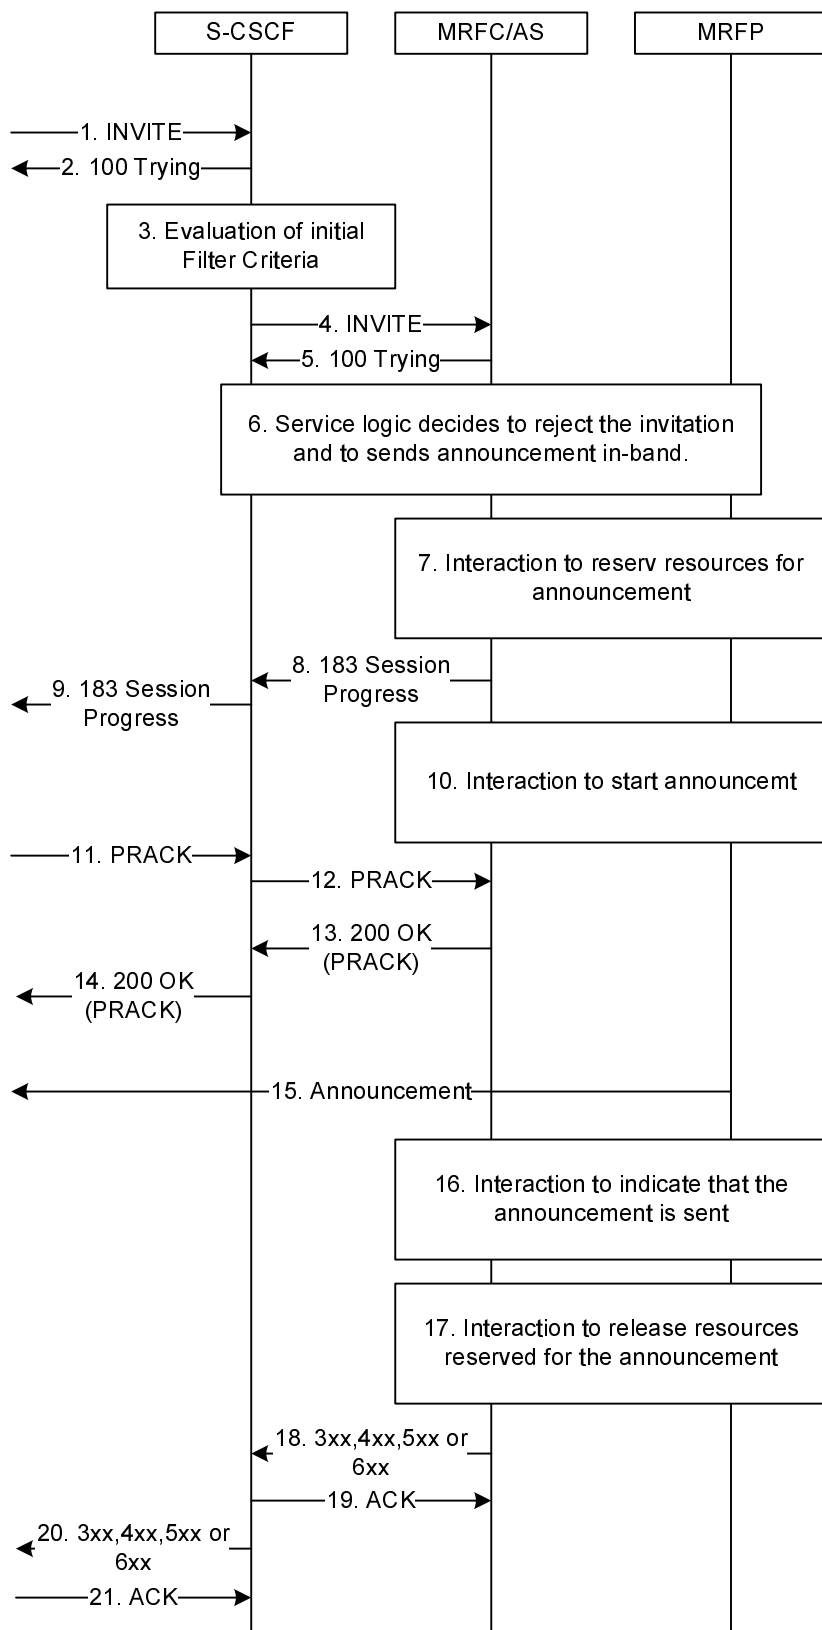 S-CSCF
MRFC/AS
MRFP
1. INVITE
2. 100 Trying
3. Evaluation of initial
Filter Criteria
4. INVITE
5. 100 Trying
6. Service logic decides to reject the invitation
and to sends announcement in-band.
7. Interaction to reserv resources for
announcement
8. 183 Session
Progress
9. 183 Session
Progress
10. Interaction to start announcemt
11. PRACK
12. PRACK
13. 200 OK
(PRACK)
14. 200 OK
(PRACK)
15. Announcement
16. Interaction to indicate that the
announcement is sent
17. Interaction to release resources
reserved for the announcement
18. 3xx,4xx,5xx or
6xx
19. ACK
20. 3xx,4xx,5xx or
6xx
21. ACK